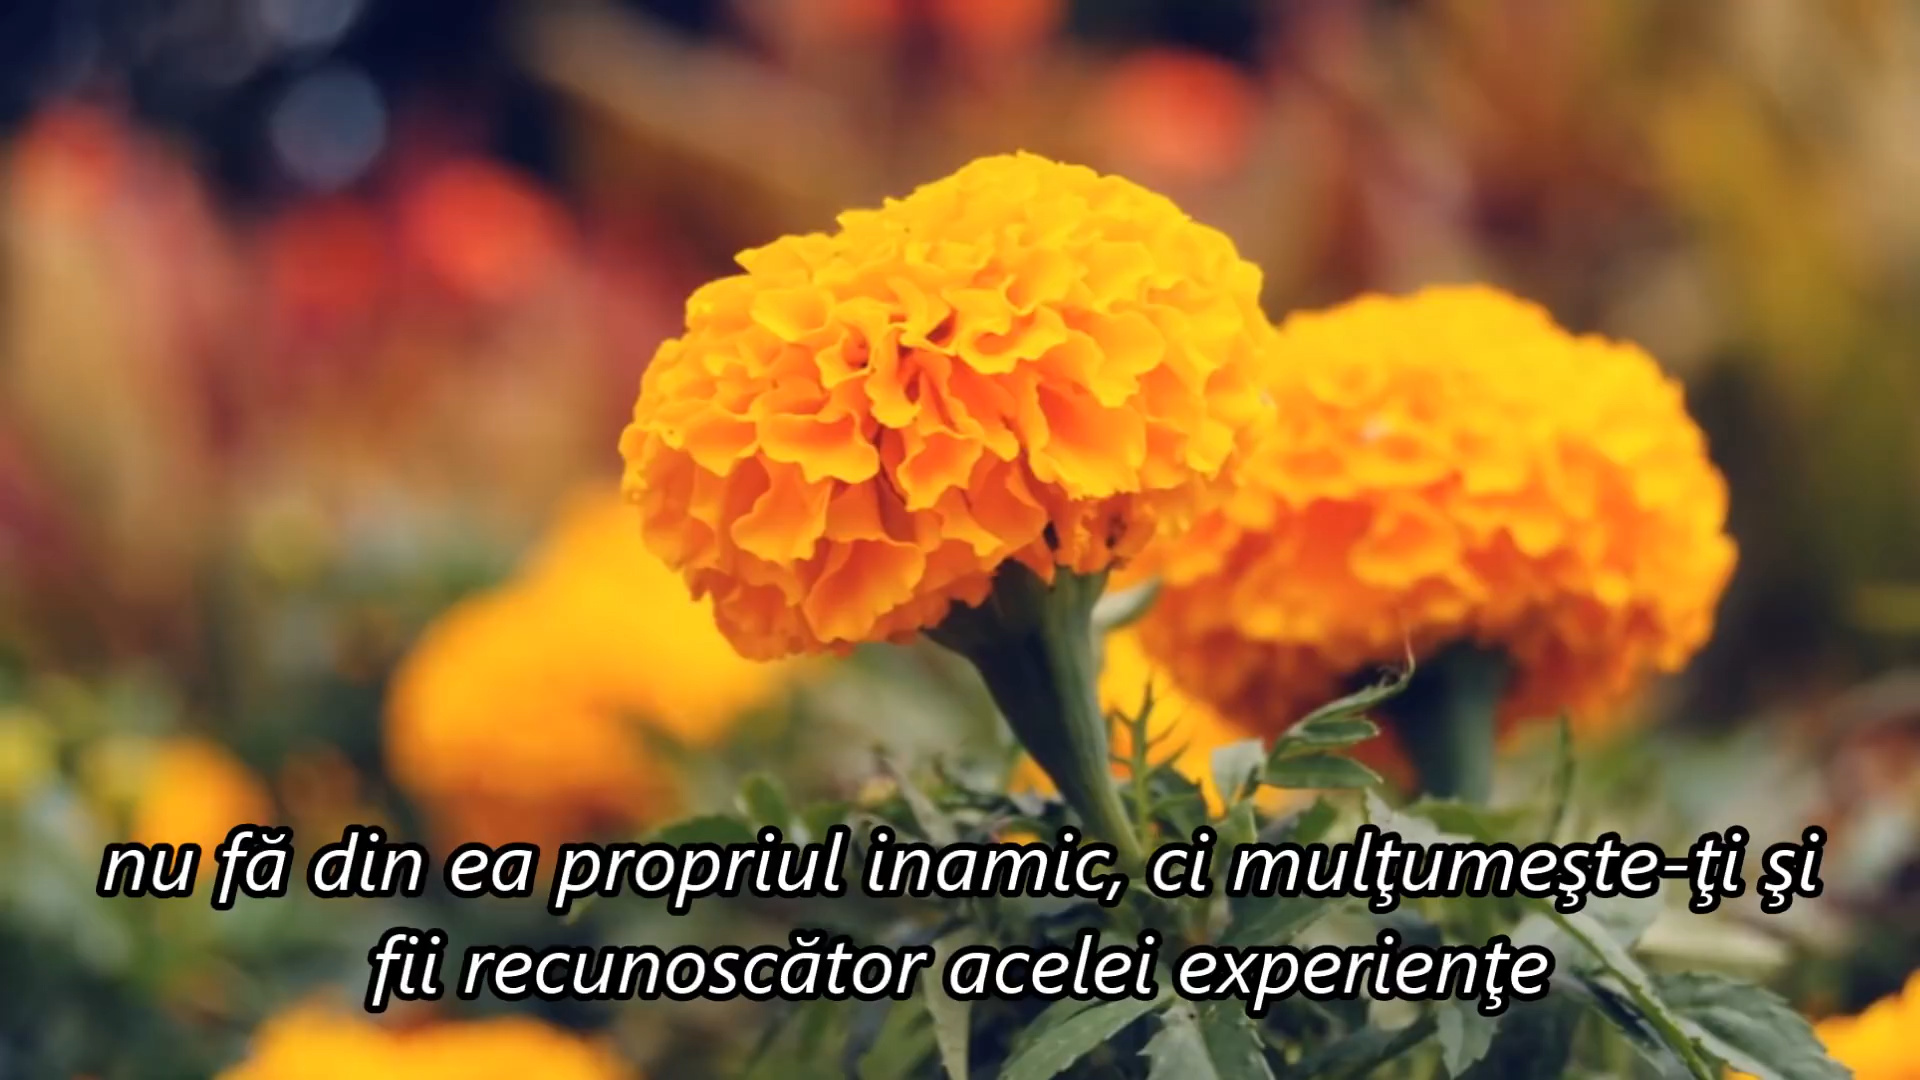 nu fă din ea propriul inamic, ci mulţumeşte-ţi şi
fii recunoscător acelei experienţe